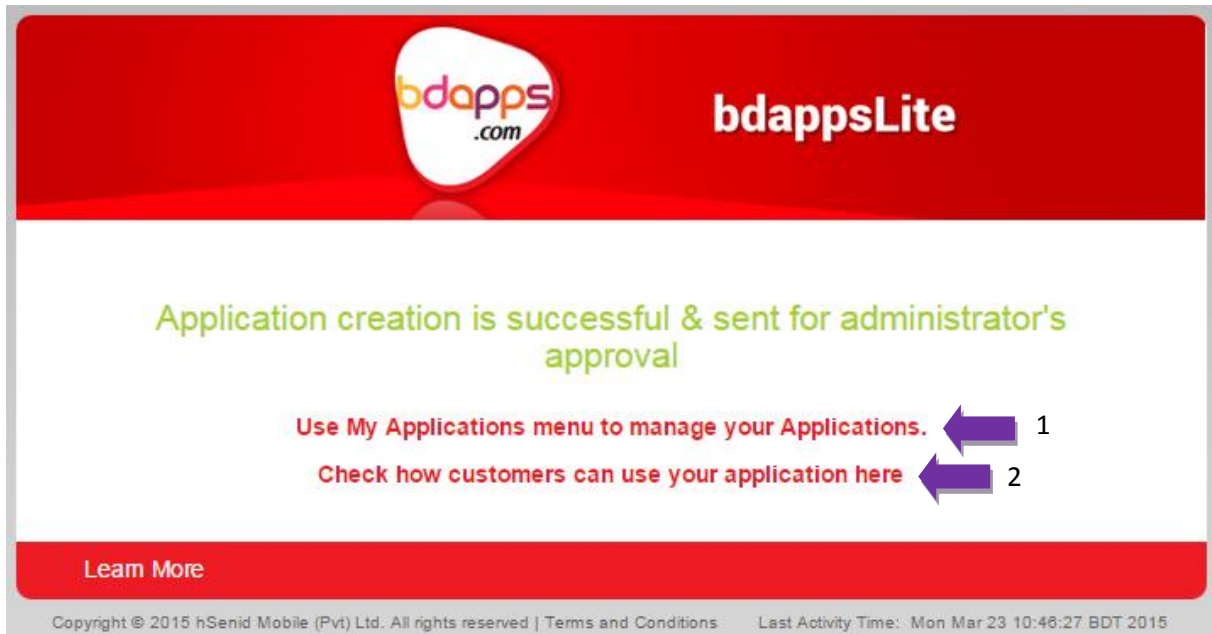 bdapps
.com
bdappsLite
Application creation is successful & sent for administrator's
approval
Use My Applications menu to manage your Applications.
1
Check how customers can use your application here
2
Learn More
Copyright © 2015 hSenid Mobile (Pvt) Ltd. All rights reserved | Terms and Conditions Last Activity Time: Mon Mar 23 10:46:27 BDT 2015